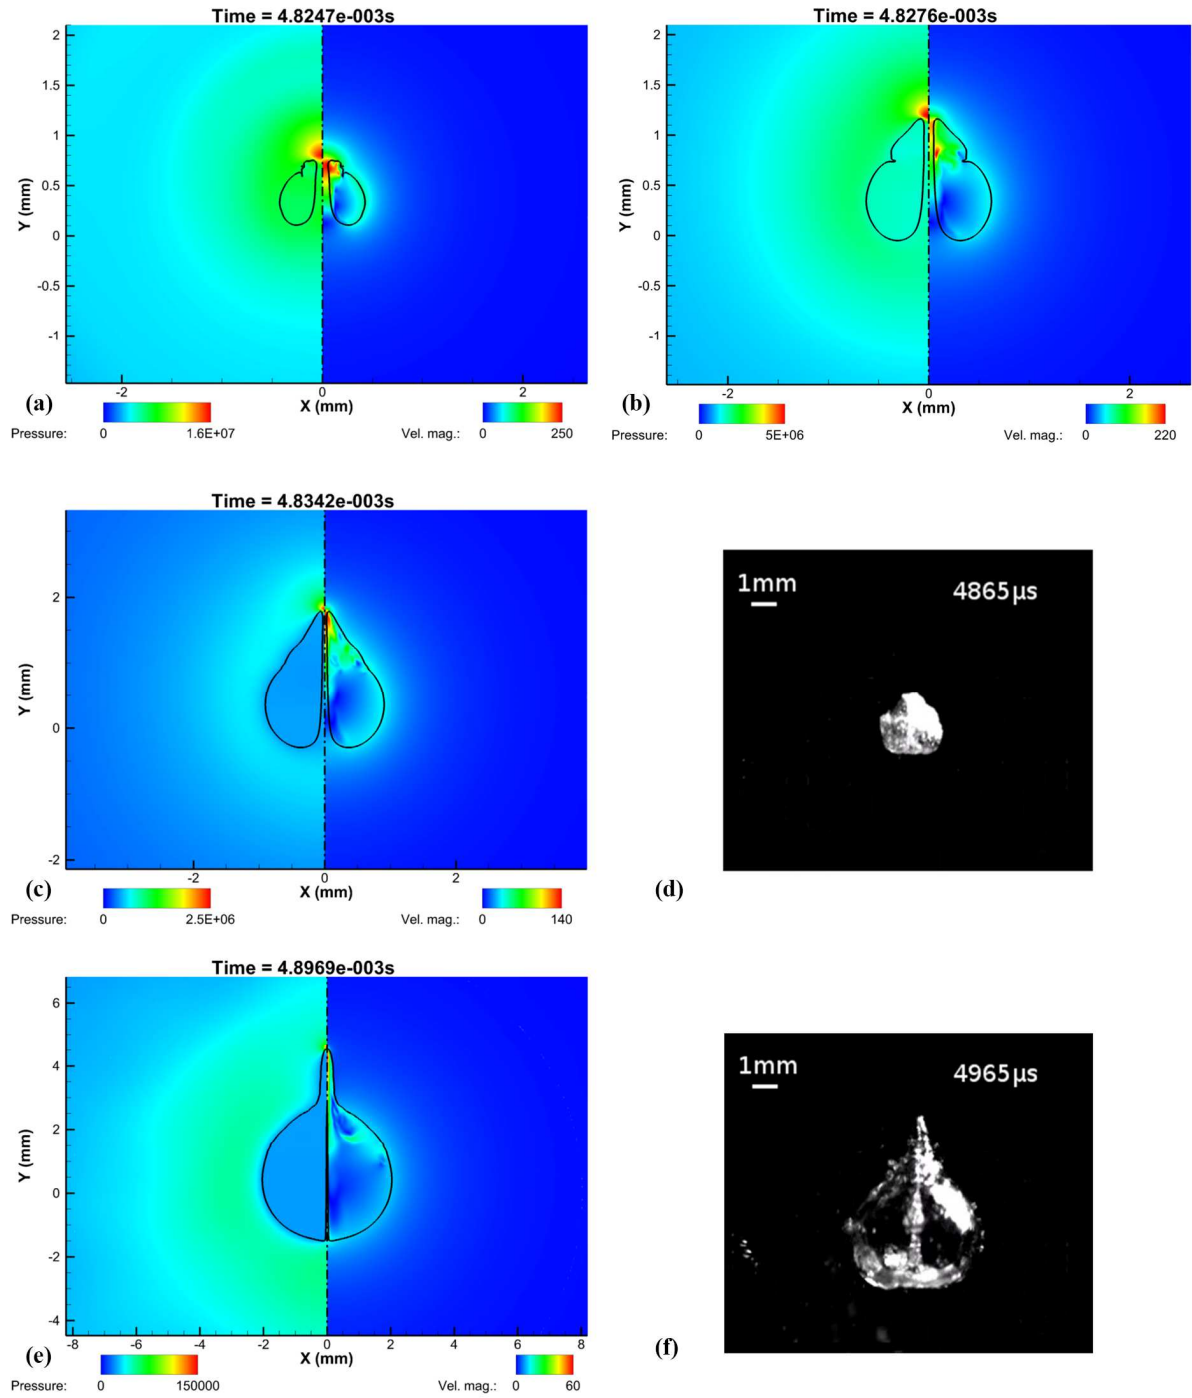 Time = 4.8247e-003s
2
1.5
1
0.5
0
-0.5
-1
Y (mm)
-2
0
2
X (mm)
(a)
Pressure:
0
1.6E+07
Vel. mag.:
0
250
Time = 4.8276e-003s
2
1.5
1
0.5
0
-0.5
-1
Y (mm)
-2
0
2
X (mm)
(b)
Pressure:
0
5E+06
Vel. mag.:
0
220
Time = 4.8342e-003s
2
0
-2
Y (mm)
-2
0
2
X (mm)
(c)
Pressure:
0
2.5E+06
Vel. mag.:
0
140
1mm
4865μs
(d)
Time = 4.8969e-003s
6
4
2
0
-2
-4
Y (mm)
-8
-6
-4
-2
0
2
4
6
8
X (mm)
(e)
Pressure:
0
150000
Vel. mag.:
0
60
1mm
4965μs
(f)